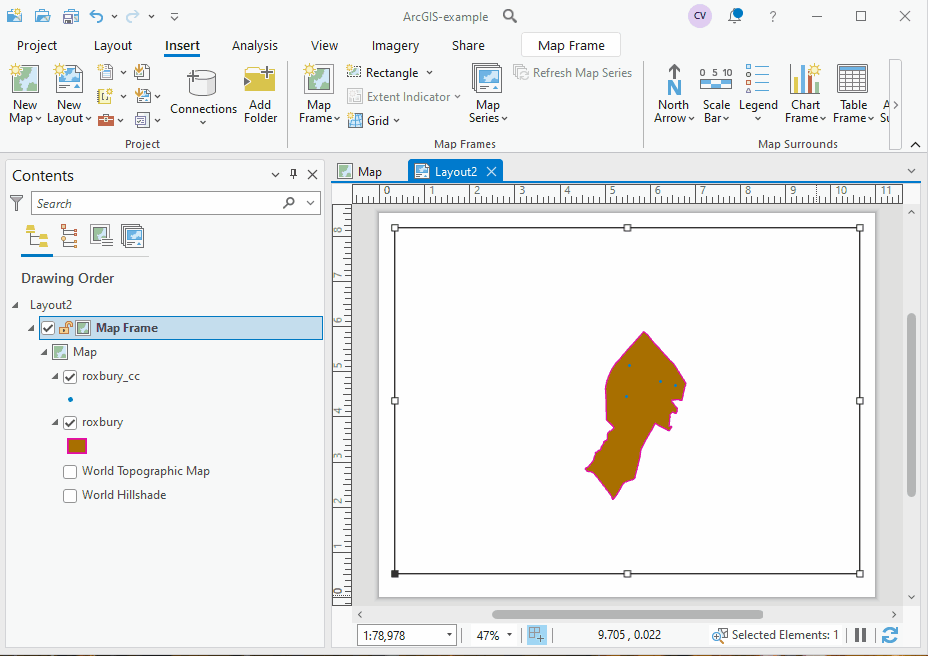 ArcGIS-example
CV
?
Project Layout Insert Analysis View Imagery Share Map Frame
New Map
New Layout
Connections
Add Folder
Project
Map Frame
Rectangle
Extent Indicator
Grid
Map Series
Refresh Map Series
Map Frames
North Arrow
0 5 10
Scale Bar
Legend
Chart Frame
Table Frame
Map Surrounds
Contents
Search
Drawing Order
Layout2
Map Frame
Map
roxbury_cc
roxbury
World Topographic Map
World Hillshade
Map Layout2
0 1 2 3 4 5 6 7 8 9 10 11
8
7
6
5
4
3
2
1
0
1:78,978 47% 9.705 , 0.022 Selected Elements: 1